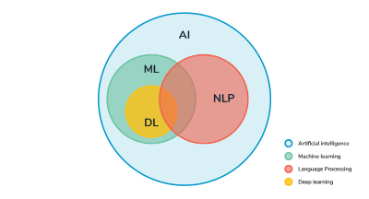 AI
ML
NLP
DL
Artificial intelligence
Machine learning
Language Processing
Deep learning